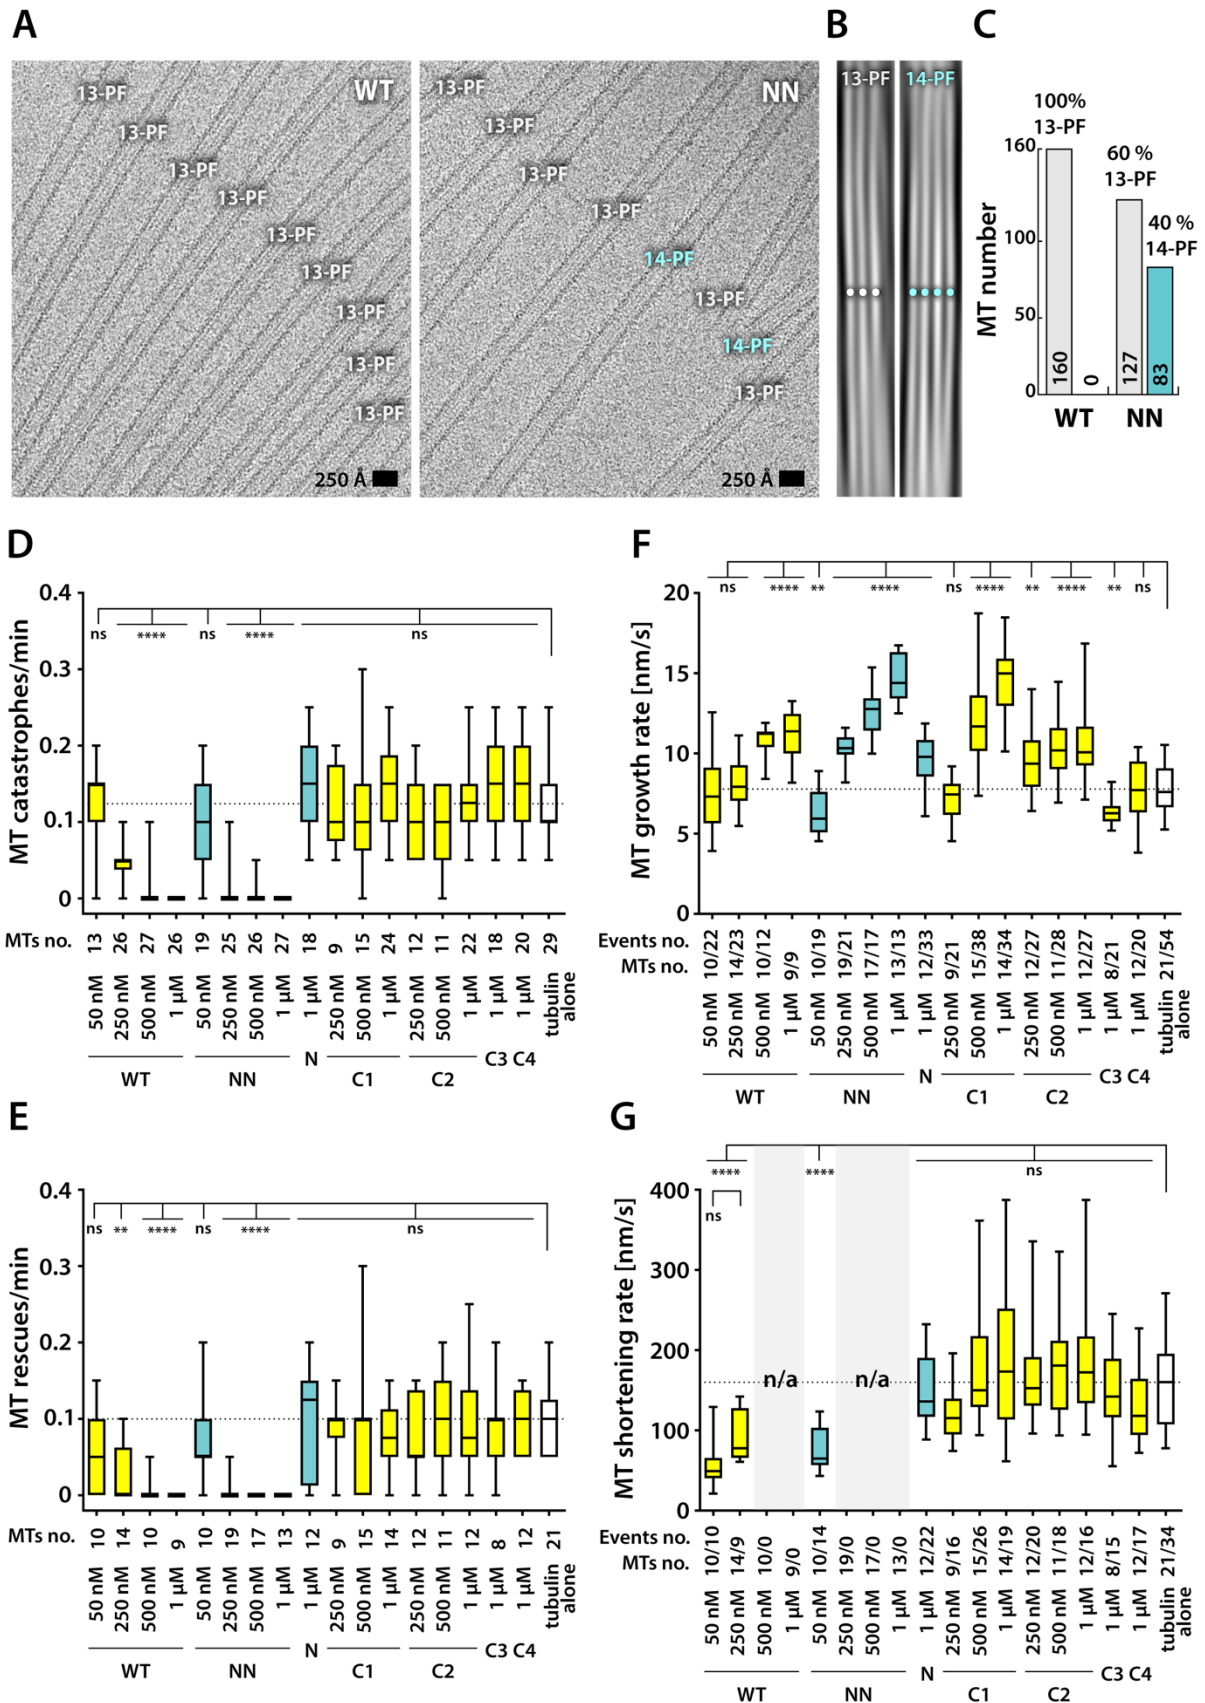 A
B
C
WT
13-PF
13-PF
13-PF
13-PF
13-PF
13-PF
13-PF
13-PF
13-PF
250 Å
NN
13-PF
13-PF
13-PF
13-PF
14-PF
13-PF
14-PF
13-PF
250 Å
13-PF
14-PF
100%
13-PF
60 %
13-PF
40 %
14-PF
MT number
160
100
50
0
160
0
127
83
WT
NN
D
MT catastrophes/min
0.4
0.3
0.2
0.1
0
ns
****
ns
****
ns
MTs no.
13 26 27 26 19 25 26 27 18 9 15 24 12 11 22 18 20 29
50 nM 250 nM 500 nM 1 µM 50 nM 250 nM 500 nM 1 µM 1 µM 250 nM 500 nM 1 µM 250 nM 500 nM 1 µM 1 µM 1 µM tubulin alone
WT NN N C1 C2 C3 C4
F
MT growth rate [nm/s]
20
15
10
5
0
ns **** ** **** ns **** ** **** ** ns
Events no.
MTs no.
10/22 14/23 10/12 9/9 10/19 19/21 17/17 13/13 12/33 9/21 15/38 14/34 12/27 11/28 12/27 8/21 12/20 21/54
50 nM 250 nM 500 nM 1 µM 50 nM 250 nM 500 nM 1 µM 1 µM 250 nM 500 nM 1 µM 250 nM 500 nM 1 µM 1 µM 1 µM tubulin alone
WT NN N C1 C2 C3 C4
E
MT rescues/min
0.4
0.3
0.2
0.1
0
ns ** **** ns **** ns
MTs no.
10 14 10 9 10 19 17 13 12 9 15 14 12 11 12 8 12 21
50 nM 250 nM 500 nM 1 µM 50 nM 250 nM 500 nM 1 µM 1 µM 250 nM 500 nM 1 µM 250 nM 500 nM 1 µM 1 µM 1 µM tubulin alone
WT NN N C1 C2 C3 C4
G
MT shortening rate [nm/s]
400
300
200
100
0
****
ns
****
ns
n/a
n/a
Events no.
MTs no.
10/10 14/9 10/0 9/0 10/14 19/0 17/0 13/0 12/22 9/16 15/26 14/19 12/20 11/18 12/16 8/15 12/17 21/34
50 nM 250 nM 500 nM 1 µM 50 nM 250 nM 500 nM 1 µM 1 µM 250 nM 500 nM 1 µM 250 nM 500 nM 1 µM 1 µM 1 µM tubulin alone
WT NN N C1 C2 C3 C4